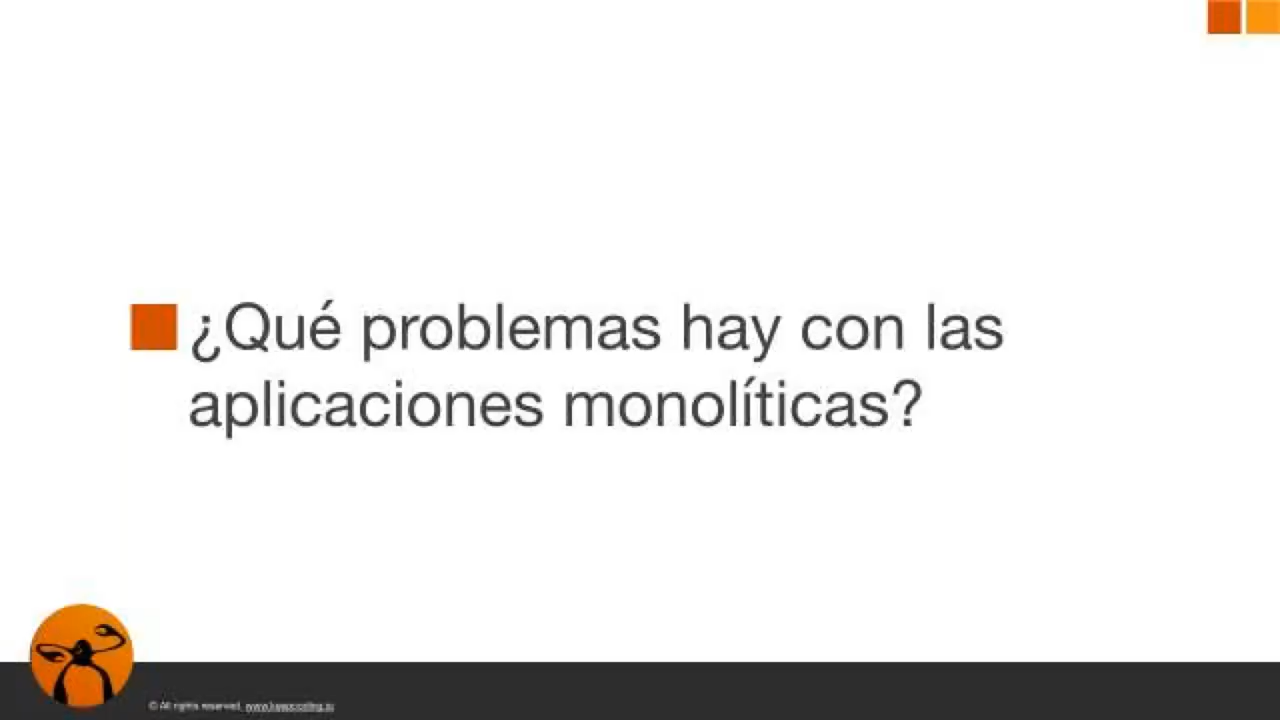 ¿Qué problemas hay con las
aplicaciones monolíticas?
© All rights reserved.